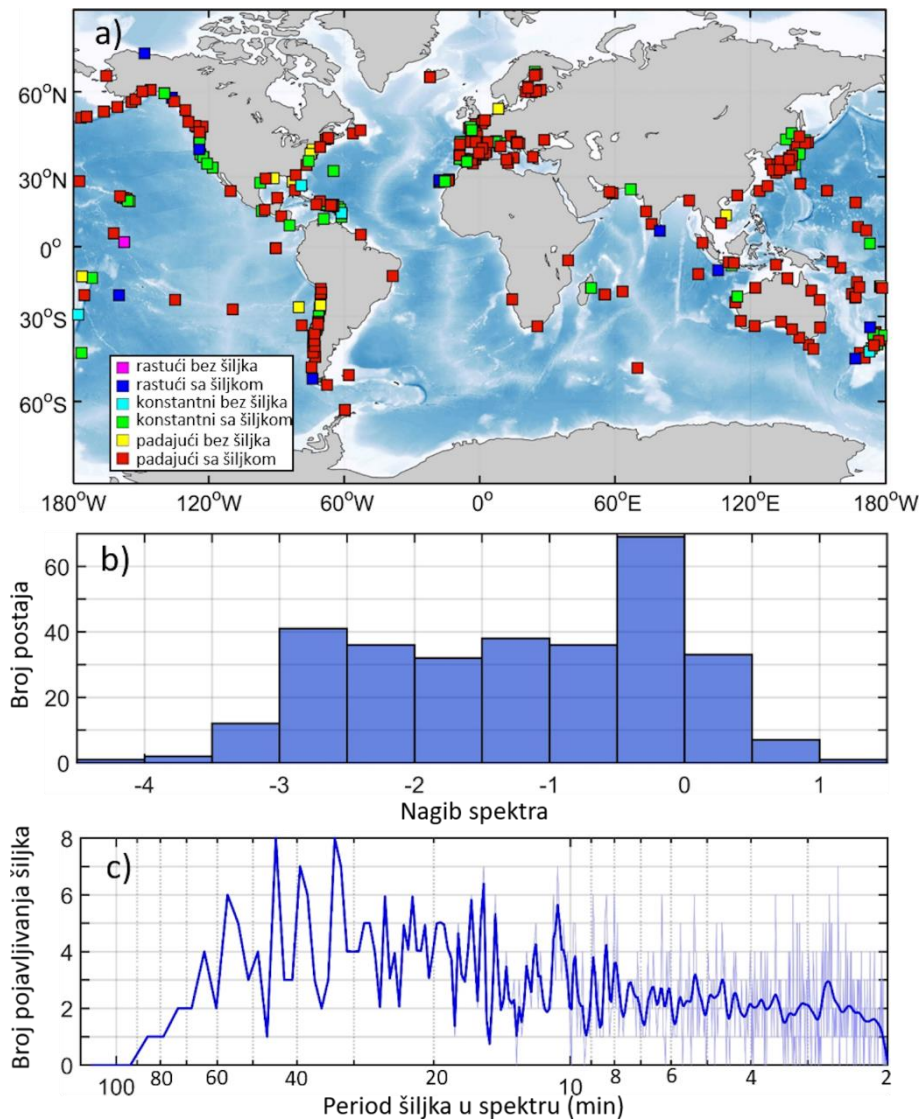 a)
60°N
30°N
0°
30°S
60°S
rastući bez šiljka
rastući sa šiljkom
konstantni bez šiljka
konstantni sa šiljkom
padajući bez šiljka
padajući sa šiljkom
180°W 120°W 60°W 0° 60°E 120°E 180°W
b)
Broj postaja
60
40
20
0
-4 -3 -2 -1 0 1
Nagib spektra
c)
Broj pojavljivanja šiljka
8
6
4
2
0
100 80 60 40 20 10 8 6 4 2
Period šiljka u spektru (min)